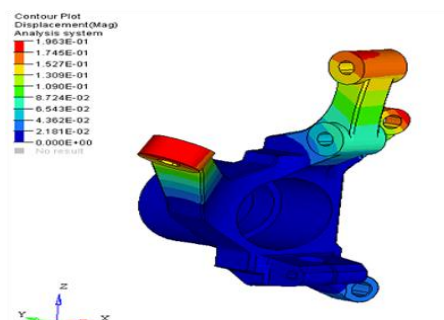 Contour Plot
Displacement(Mag)
Analysis system
1.963E-01
1.745E-01
1.527E-01
1.309E-01
1.090E-01
8.724E-02
6.543E-02
4.362E-02
2.181E-02
0.000E+00
No result
Z
Y
X